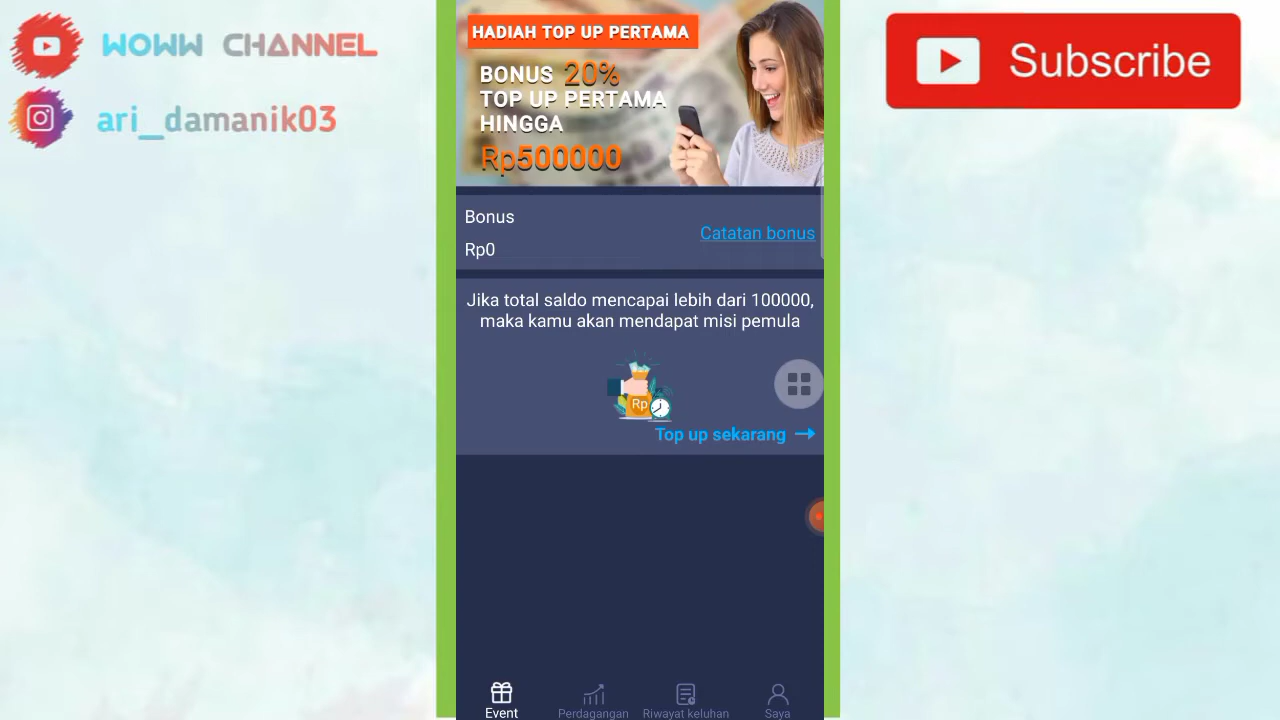 WOWW CHANNEL
ari_damanik03
HADIAH TOP UP PERTAMA
BONUS 20%
TOP UP PERTAMA
HINGGA
Rp500000
Bonus
Catatan bonus
Rp0
Jika total saldo mencapai lebih dari 100000,
maka kamu akan mendapat misi pemula
Rp
Top up sekarang
Event
Perdagangan
Riwayat keluhan
Saya
Subscribe